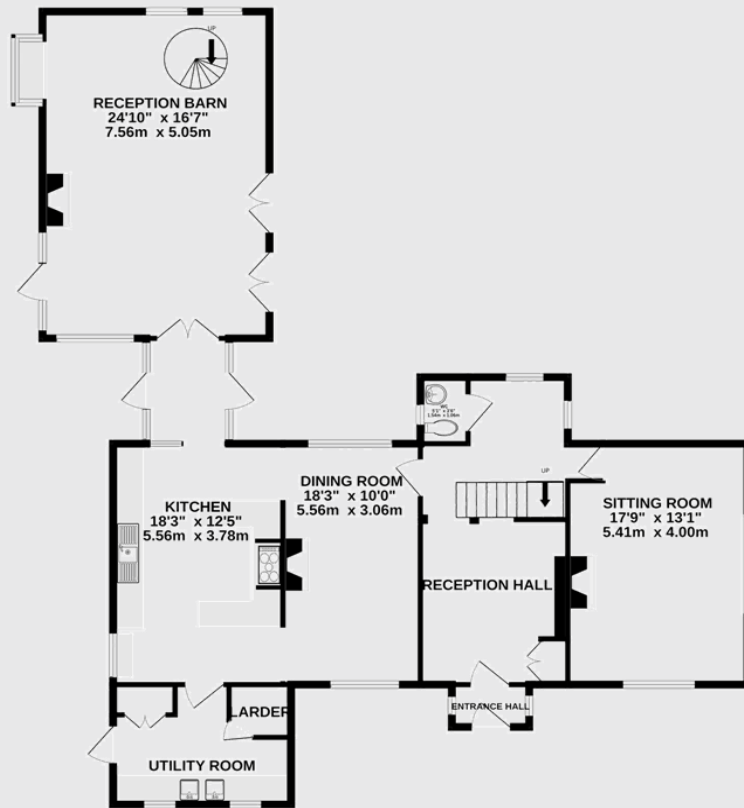 UP
RECEPTION BARN
24'10" x 16'7"
7.56m x 5.05m
WC
UP
DINING ROOM
18'3" x 10'0"
5.56m x 3.06m
KITCHEN
18'3" x 12'5"
5.56m x 3.78m
SITTING ROOM
17'9" x 13'1"
5.41m x 4.00m
RECEPTION HALL
ENTRANCE HALL
LARDER
UTILITY ROOM